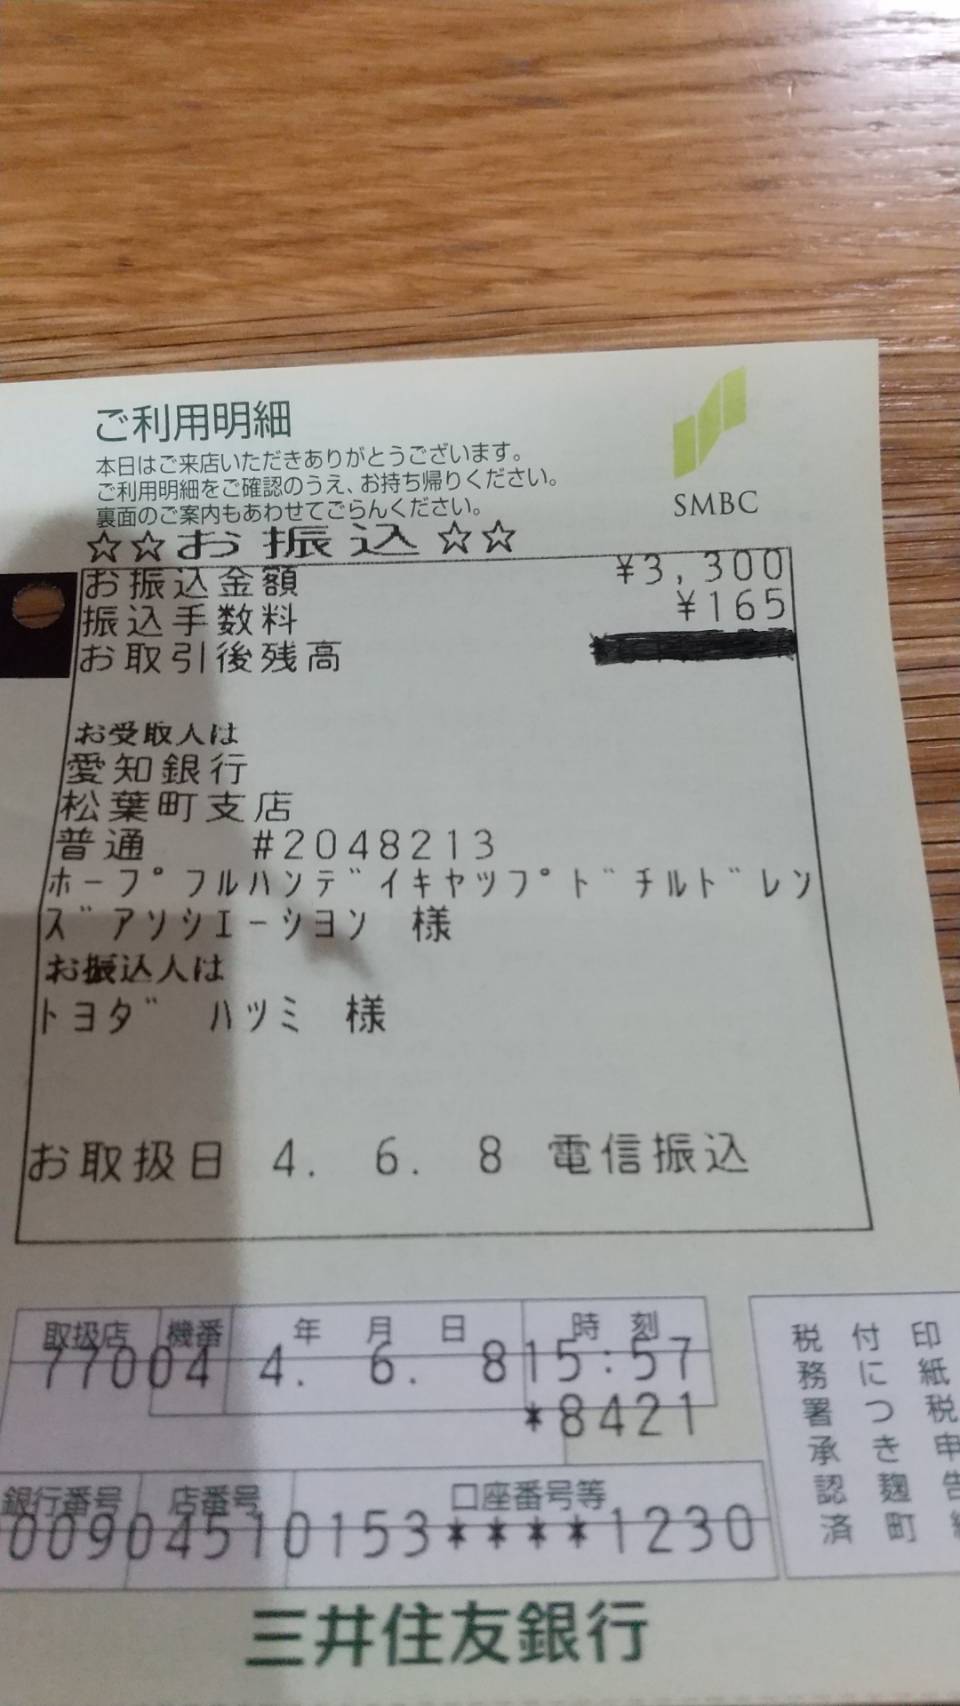 ご利用明細
本日はご来店いただきありがとうございます。
ご利用明細をご確認のうえ、お持ち帰りください。
裏面のご案内もあわせてごらんください。
SMBC
☆☆お振込☆☆
お振込金額 ¥3,300
振込手数料 ¥165
お取引後残高
お受取人は
愛知銀行
松葉町支店
普通 #2048213
ホープフルハンデイキヤツプドチルドレン
ズアソシエーシヨン 様
お振込人は
トヨダ ハツミ 様
お取扱日 4. 6. 8 電信振込
取扱店 機番 年 月 日 時 刻
77004 4. 6. 8 15:57
*8421
銀行番号 店番号 口座番号等
00904510153****1230
印紙税申告
付につき麹町
税務署承認済
三井住友銀行